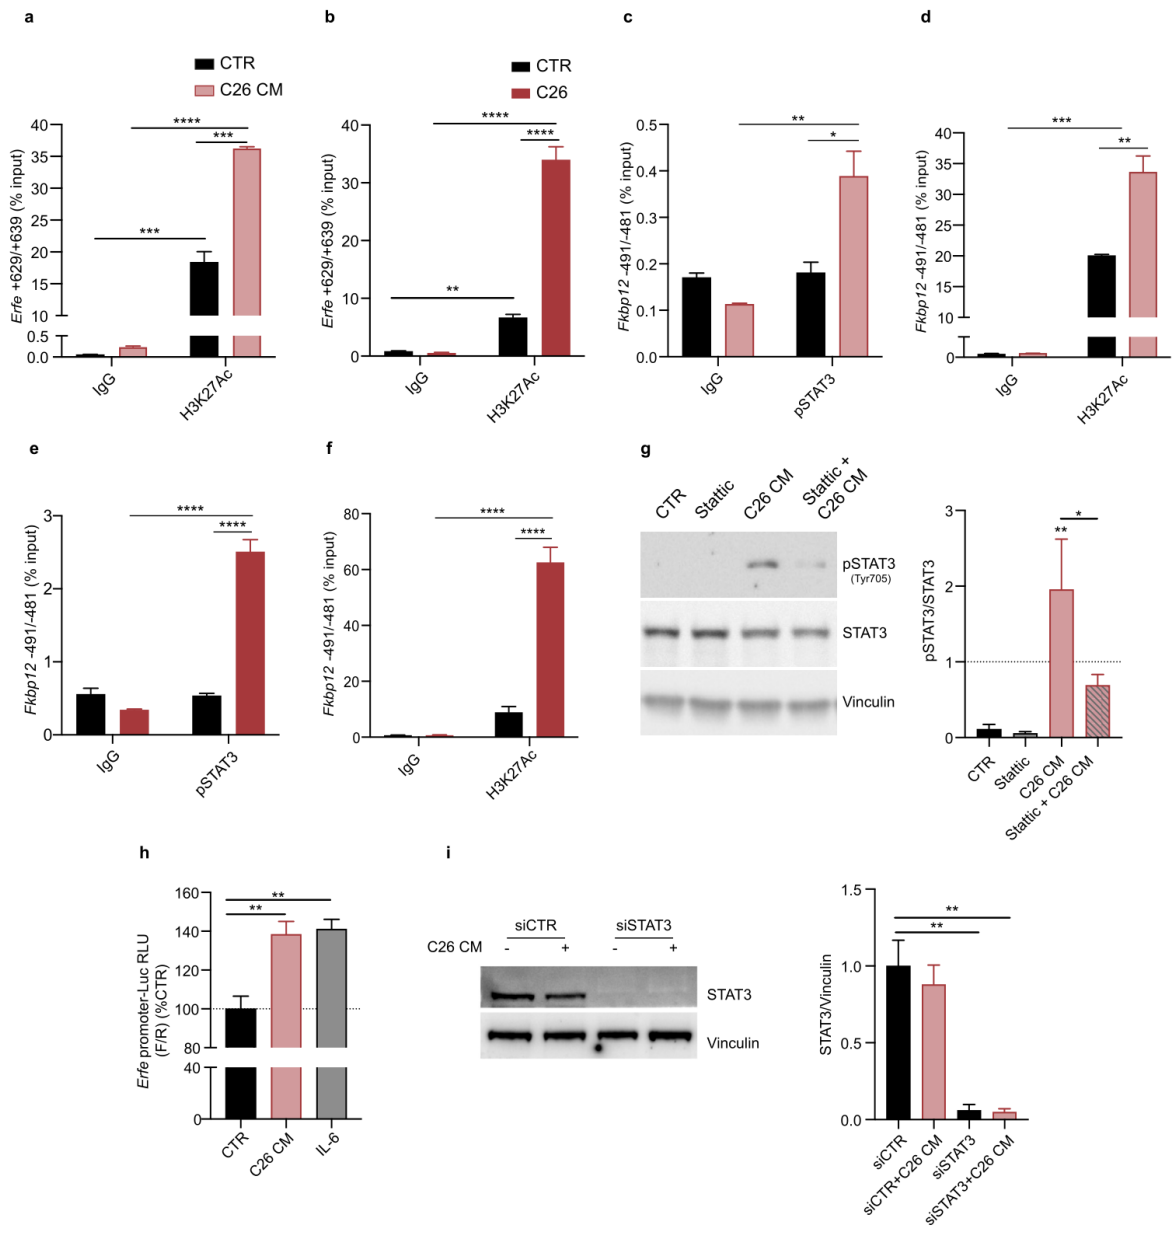 a
b
c
d
CTR
C26 CM
CTR
C26
Erfe +629/+639 (% input)
40
35
30
25
20
15
10
0.5
0.0
****
***
***
IgG
H3K27Ac
Erfe +629/+639 (% input)
40
30
20
10
0
****
****
**
IgG
H3K27Ac
Fkbp12 -491/-481 (% input)
0.5
0.4
0.3
0.2
0.1
0.0
**
*
IgG
pSTAT3
Fkbp12 -491/-481 (% input)
40
35
30
25
20
15
10
0
***
**
IgG
H3K27Ac
e
f
g
Fkbp12 -491/-481 (% input)
3
2
1
0
****
****
IgG
pSTAT3
Fkbp12 -491/-481 (% input)
80
60
40
20
0
****
****
IgG
H3K27Ac
CTR
Stattic
C26 CM
Stattic +
C26 CM
pSTAT3
(Tyr705)
STAT3
Vinculin
pSTAT3/STAT3
3
2
1
0
**
*
CTR
Stattic
C26 CM
Stattic + C26 CM
h
i
Erfe promoter-Luc RLU
(F/R) (%CTR)
160
140
120
100
80
40
0
**
**
CTR
C26 CM
IL-6
siCTR
siSTAT3
C26 CM
-
+
-
+
STAT3
Vinculin
STAT3/Vinculin
1.5
1.0
0.5
0.0
**
**
siCTR
siCTR+C26 CM
siSTAT3
siSTAT3+C26 CM